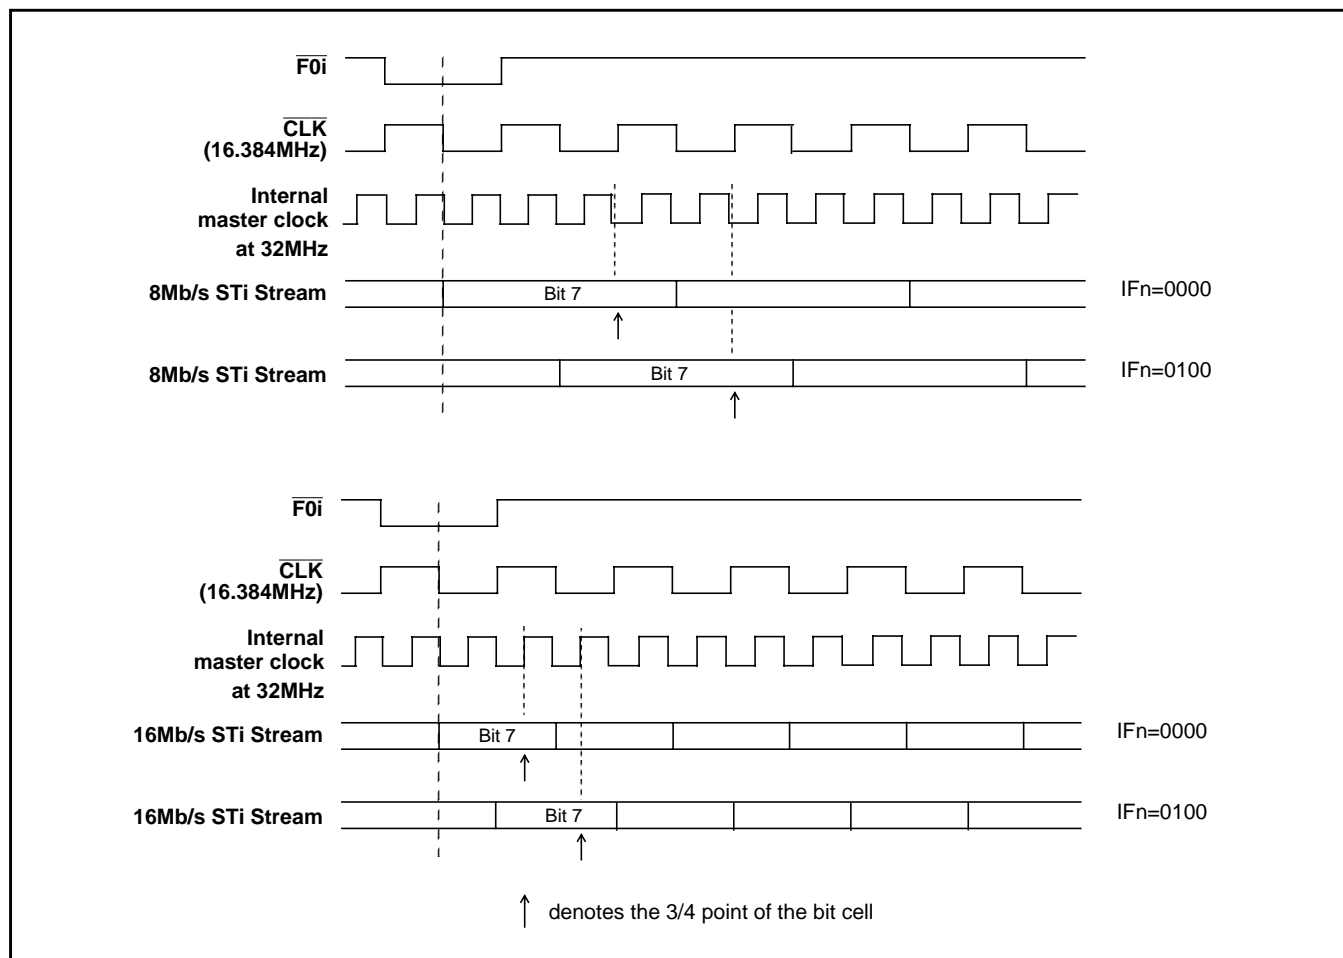 F0i
CLK
(16.384MHz)
Internal
master clock
at 32MHz
8Mb/s STi Stream
Bit 7
IFn=0000
8Mb/s STi Stream
Bit 7
IFn=0100
F0i
CLK
(16.384MHz)
Internal
master clock
at 32MHz
16Mb/s STi Stream
Bit 7
IFn=0000
16Mb/s STi Stream
Bit 7
IFn=0100
denotes the 3/4 point of the bit cell